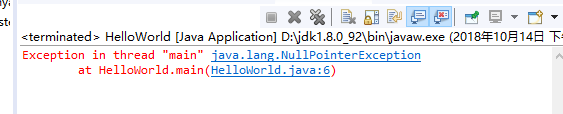 <terminated> HelloWorld [Java Application] D:\jdk1.8.0_92\bin\javaw.exe (2018年10月14日 下
Exception in thread "main" java.lang.NullPointerException
at HelloWorld.main(HelloWorld.java:6)